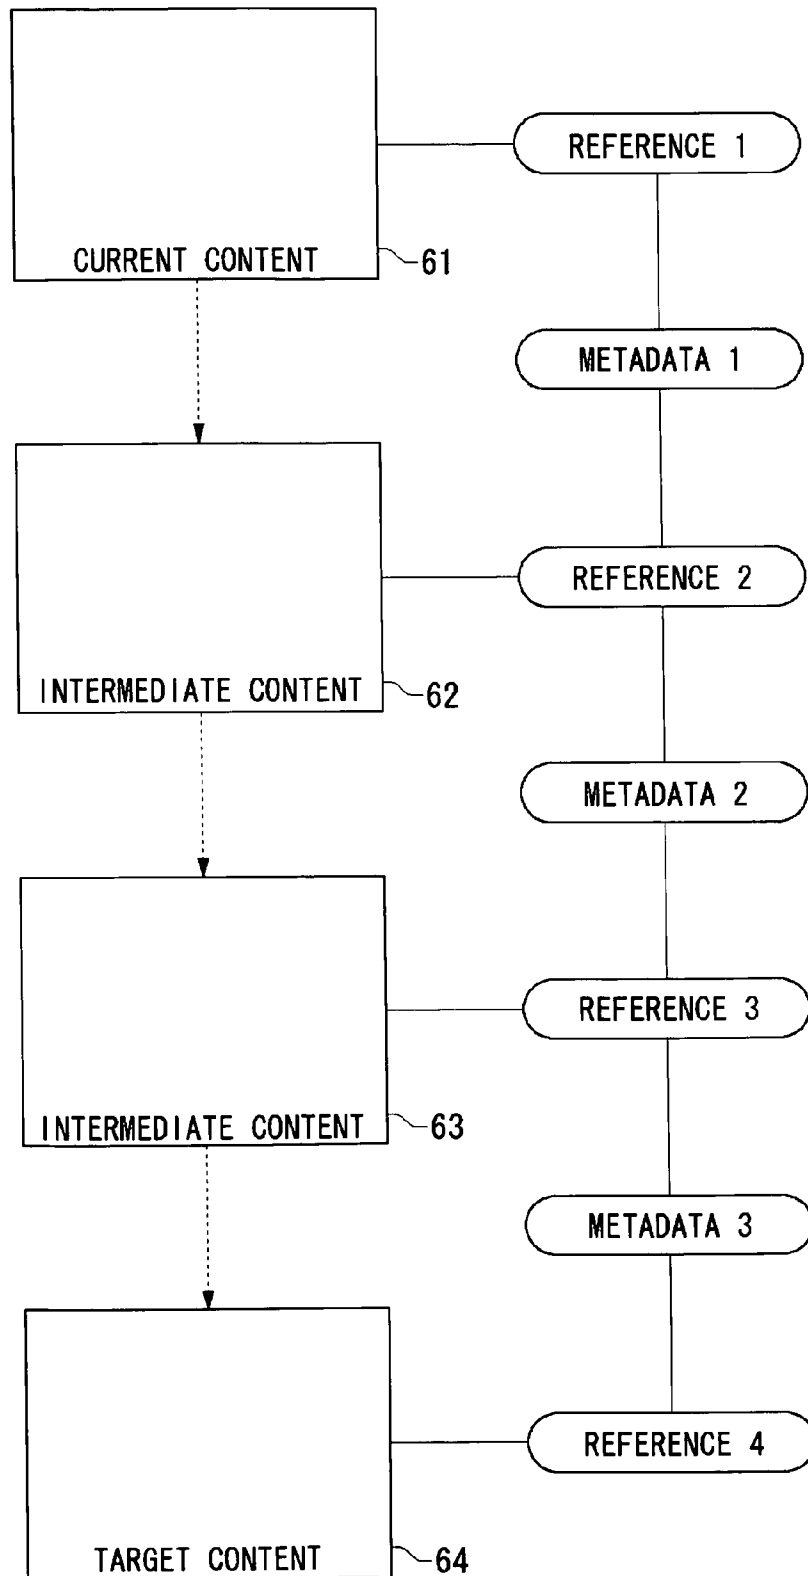 REFERENCE 1
CURRENT CONTENT
61
METADATA 1
REFERENCE 2
INTERMEDIATE CONTENT
62
METADATA 2
REFERENCE 3
INTERMEDIATE CONTENT
63
METADATA 3
REFERENCE 4
TARGET CONTENT
64